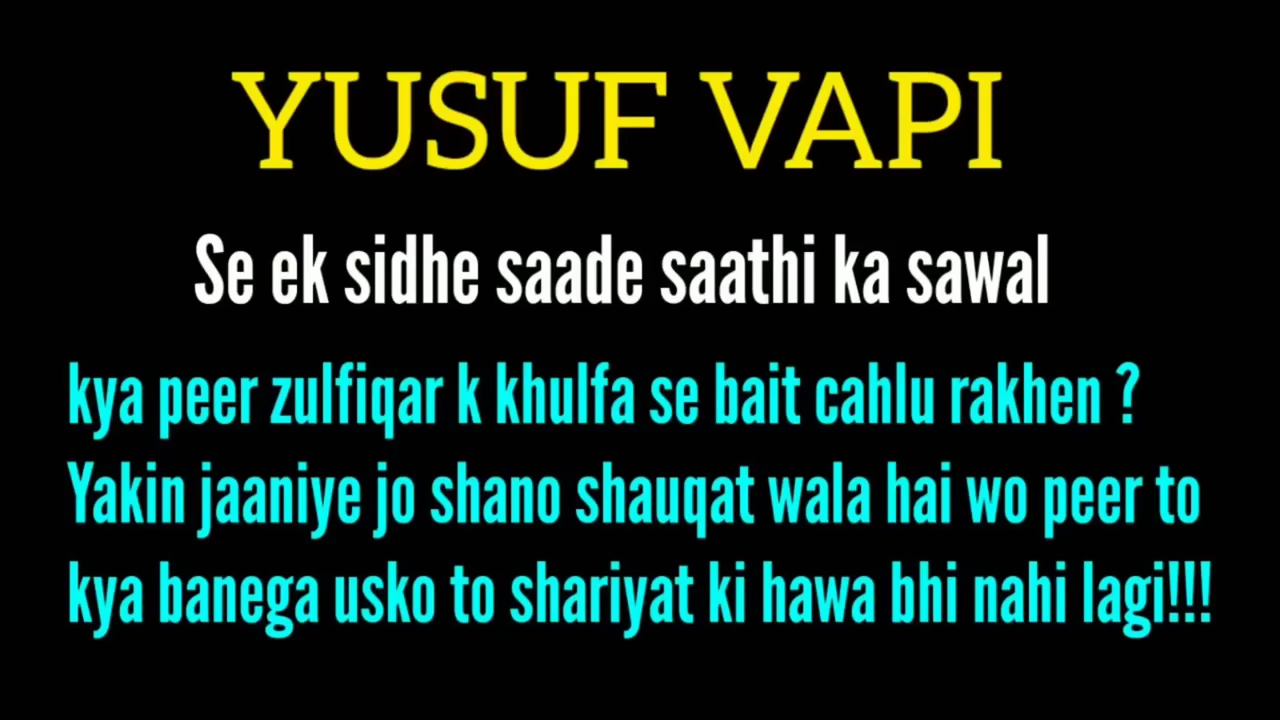 YUSUF VAPI
Se ek sidhe saade saathi ka sawal
kya peer zulfiqar k khulfa se bait cahlu rakhen ?
Yakin jaaniye jo shano shauqat wala hai wo peer to
kya banega usko to shariyat ki hawa bhi nahi lagi!!!